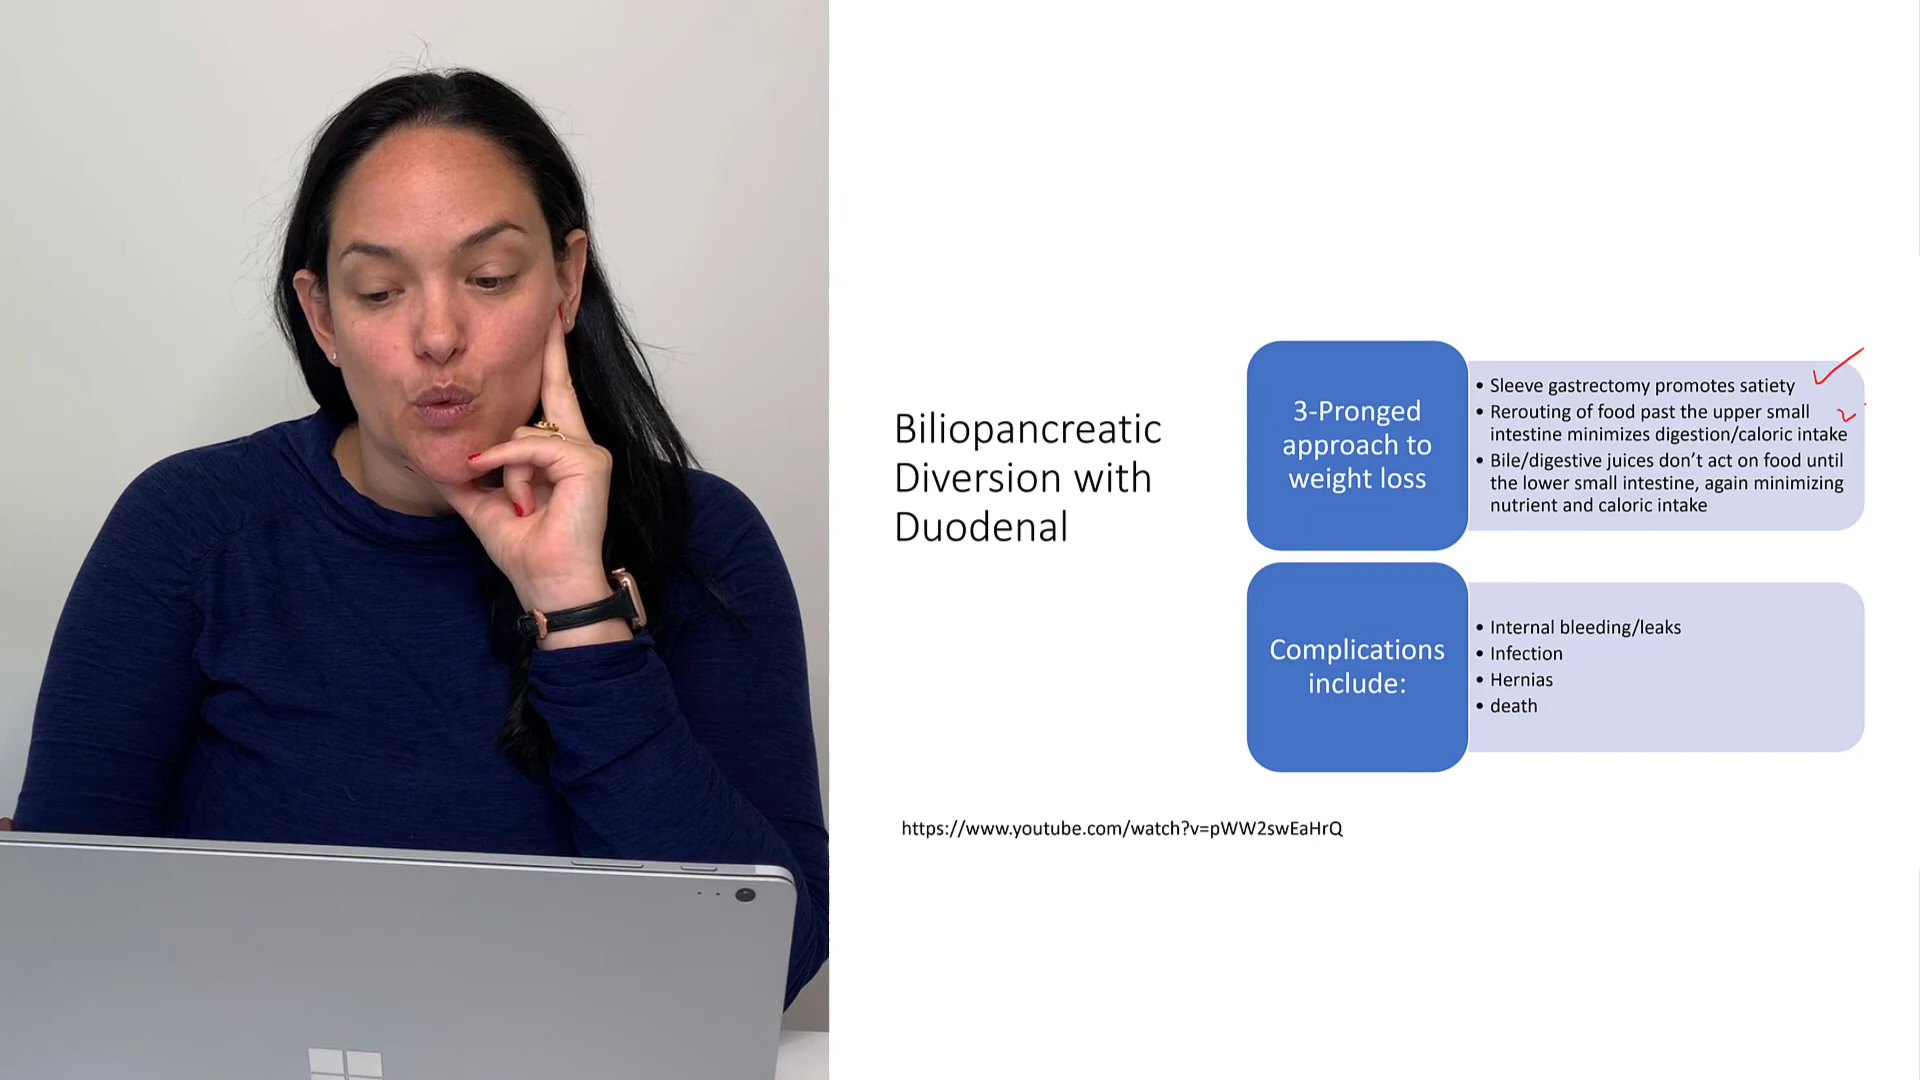 Biliopancreatic
Diversion with
Duodenal
3-Pronged
approach to
weight loss
• Sleeve gastrectomy promotes satiety
• Rerouting of food past the upper small
intestine minimizes digestion/caloric intake
• Bile/digestive juices don’t act on food until
the lower small intestine, again minimizing
nutrient and caloric intake
Complications
include:
• Internal bleeding/leaks
• Infection
• Hernias
• death
https://www.youtube.com/watch?v=pWW2swEaHrQ